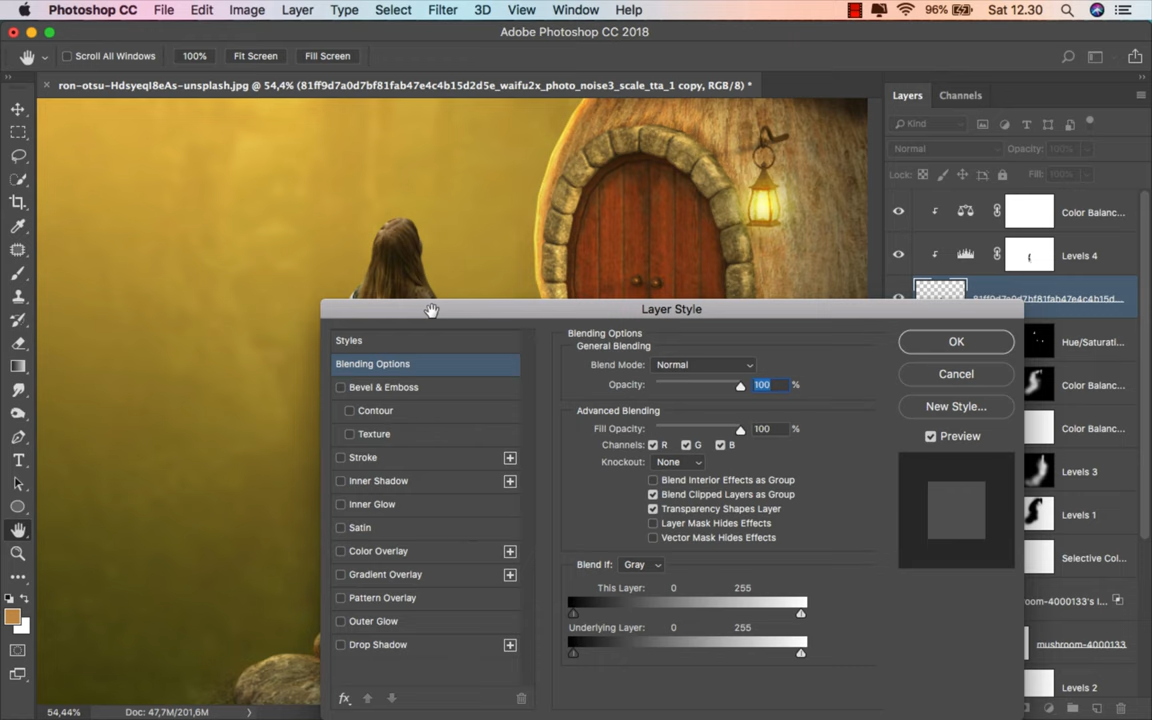 Photoshop CC File Edit Image Layer Type Select Filter 3D View Window Help 96% Sat 12.30
Adobe Photoshop CC 2018
Scroll All Windows 100% Fit Screen Fill Screen
× ron-otsu-HdsyeqI8eAs-unsplash.jpg @ 54,4% (81ff9d7a0d7bf81fab47e4c4b15d2d5e_waifu2x_photo_noise3_scale_tta_1 copy, RGB/8) *
Layers Channels
Kind
Normal Opacity: 100%
Lock: Fill: 100%
Color Balanc...
Levels 4
81ff9d7a0d7bf81fab47e4c4b15d...
Hue/Saturati...
Color Balanc...
Color Balanc...
Levels 3
Levels 1
Selective Col...
room-4000133's l...
mushroom-4000133
Levels 2
Layer Style
Styles
Blending Options
Bevel & Emboss
Contour
Texture
Stroke
Inner Shadow
Inner Glow
Satin
Color Overlay
Gradient Overlay
Pattern Overlay
Outer Glow
Drop Shadow
fx
Blending Options
General Blending
Blend Mode: Normal
Opacity: 100 %
Advanced Blending
Fill Opacity: 100 %
Channels: R G B
Knockout: None
Blend Interior Effects as Group
Blend Clipped Layers as Group
Transparency Shapes Layer
Layer Mask Hides Effects
Vector Mask Hides Effects
Blend If: Gray
This Layer: 0 255
Underlying Layer: 0 255
OK
Cancel
New Style...
Preview
54,44% Doc: 47,7M/201,6M